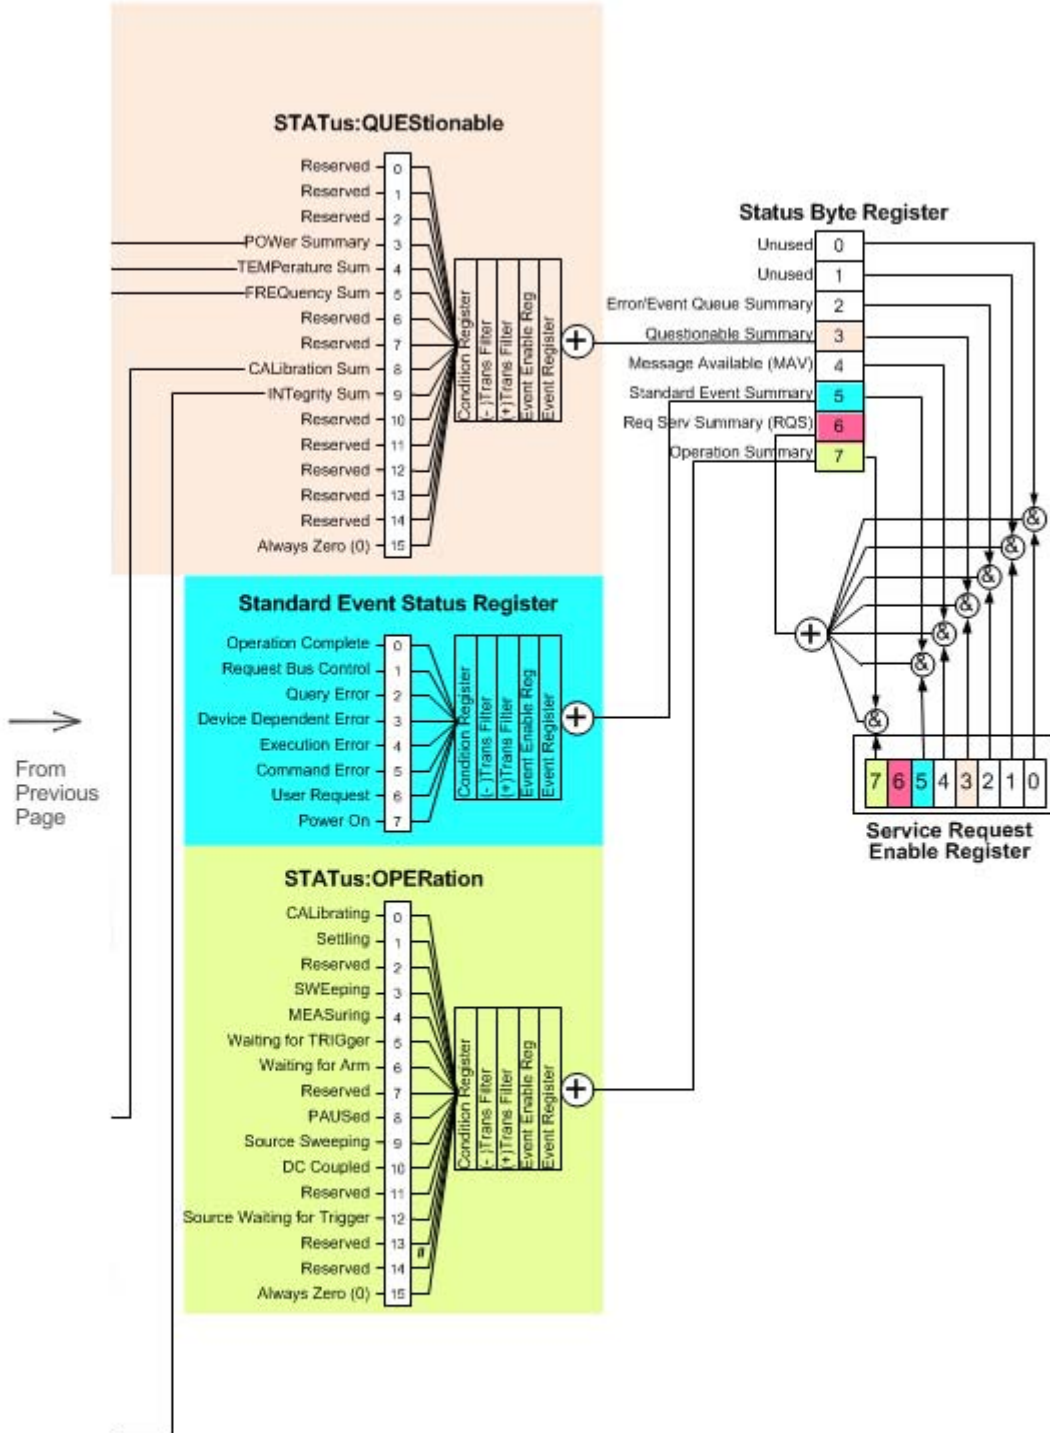 STATus:QUEStionable
Reserved 0
Reserved 1
Reserved 2
POWer Summary 3
TEMPerature Sum 4
FREQuency Sum 5
Reserved 6
Reserved 7
CALibration Sum 8
INTegrity Sum 9
Reserved 10
Reserved 11
Reserved 12
Reserved 13
Reserved 14
Always Zero (0) 15
Condition Register
(-)Trans Filter
(+)Trans Filter
Event Enable Reg
Event Register
+
Status Byte Register
Unused 0
Unused 1
Error/Event Queue Summary 2
Questionable Summary 3
Message Available (MAV) 4
Standard Event Summary 5
Req Serv Summary (RQS) 6
Operation Summary 7
&
&
&
&
&
&
&
+
7 6 5 4 3 2 1 0
Service Request
Enable Register
From
Previous
Page
Standard Event Status Register
Operation Complete 0
Request Bus Control 1
Query Error 2
Device Dependent Error 3
Execution Error 4
Command Error 5
User Request 6
Power On 7
Condition Register
(-)Trans Filter
(+)Trans Filter
Event Enable Reg
Event Register
+
STATus:OPERation
CALibrating 0
Settling 1
Reserved 2
SWEeping 3
MEASuring 4
Waiting for TRIGger 5
Waiting for Arm 6
Reserved 7
PAUSed 8
Source Sweeping 9
DC Coupled 10
Reserved 11
Source Waiting for Trigger 12
Reserved 13
Reserved 14
Always Zero (0) 15
Condition Register
(-)Trans Filter
(+)Trans Filter
Event Enable Reg
Event Register
+